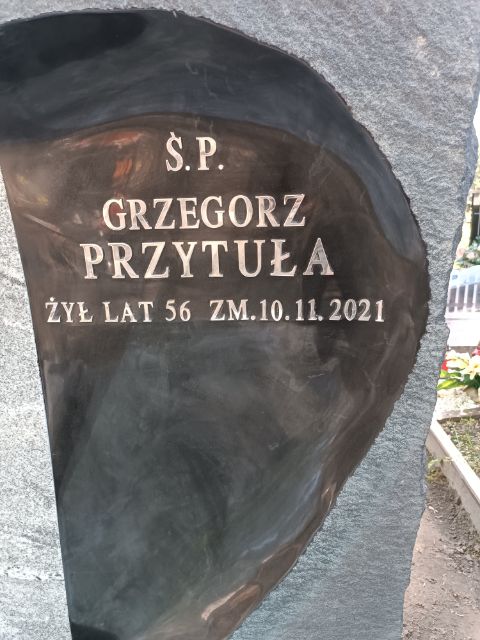 Ś.P.
GRZEGORZ
PRZYTUŁA
ŻYŁ LAT 56 ZM.10.11.2021